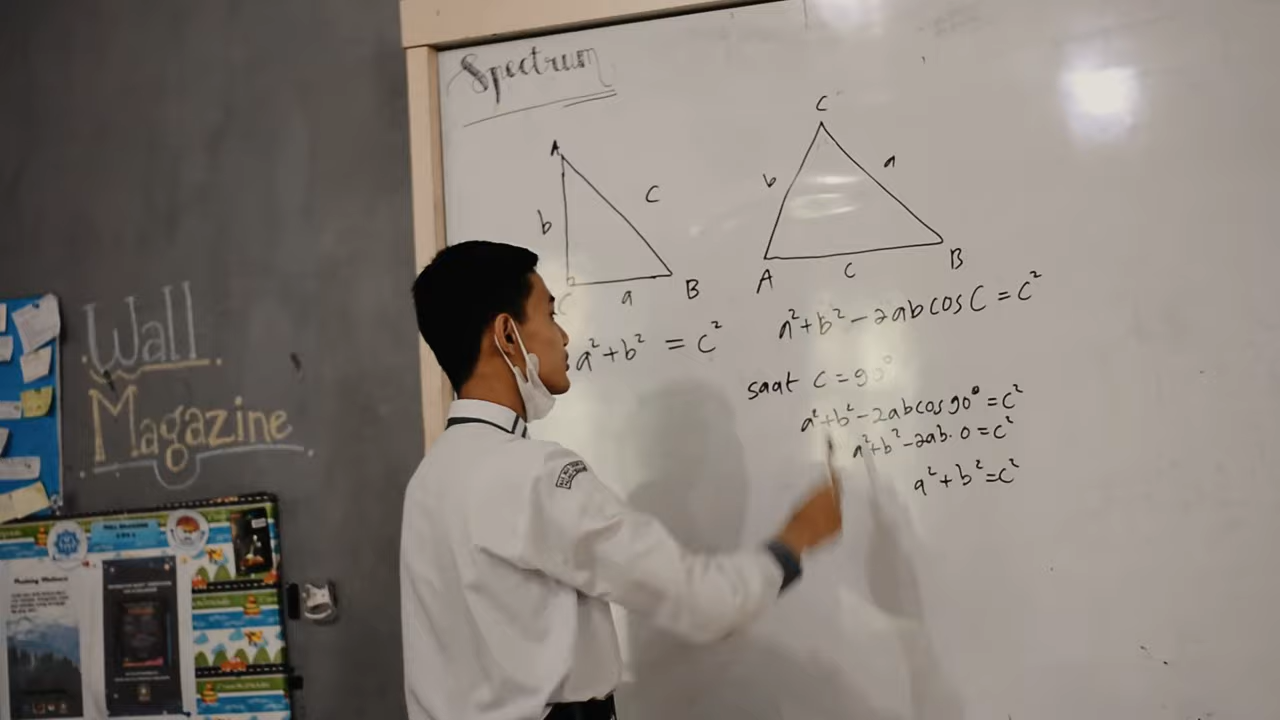 Spectrum
A
b
C
C
a
B
C
b
a
A
C
B
a²+b² = c²
a²+b²-2ab cos C = c²
saat C = 90°
a²+b²-2ab cos 90° = c²
a²+b²-2ab. 0 = c²
a²+b²=c²
Wall
Magazine